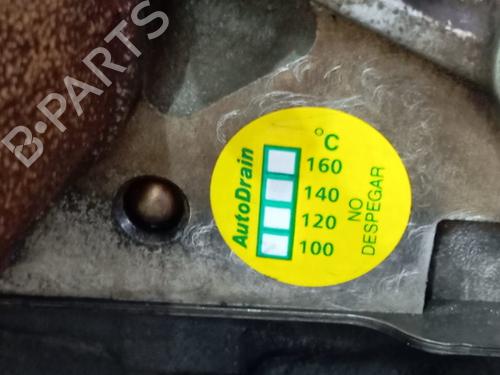 B-PARTS
AutoDrain
°C
160
140
120
100
NO
DESPEGAR